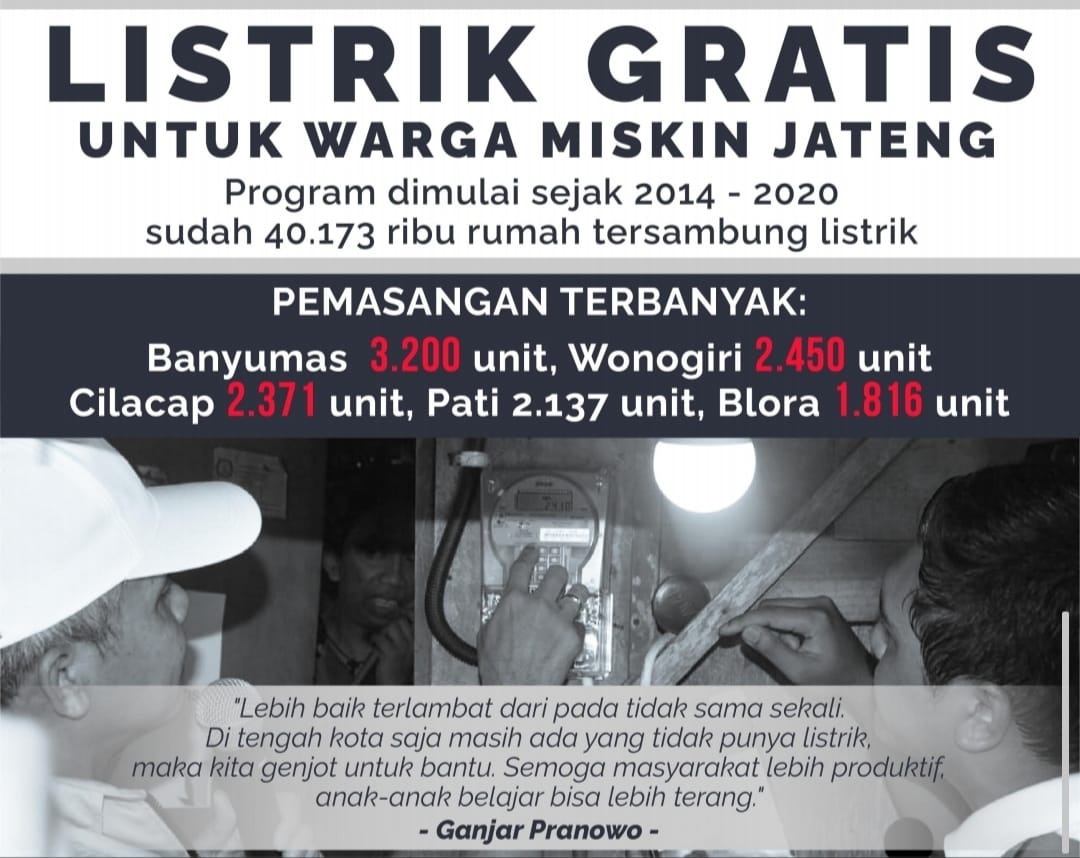 LISTRIK GRATIS
UNTUK WARGA MISKIN JATENG
Program dimulai sejak 2014 - 2020
sudah 40.173 ribu rumah tersambung listrik
PEMASANGAN TERBANYAK:
Banyumas 3.200 unit, Wonogiri 2.450 unit
Cilacap 2.371 unit, Pati 2.137 unit, Blora 1.816 unit
"Lebih baik terlambat dari pada tidak sama sekali.
Di tengah kota saja masih ada yang tidak punya listrik,
maka kita genjot untuk bantu. Semoga masyarakat lebih produktif,
anak-anak belajar bisa lebih terang."
- Ganjar Pranowo -